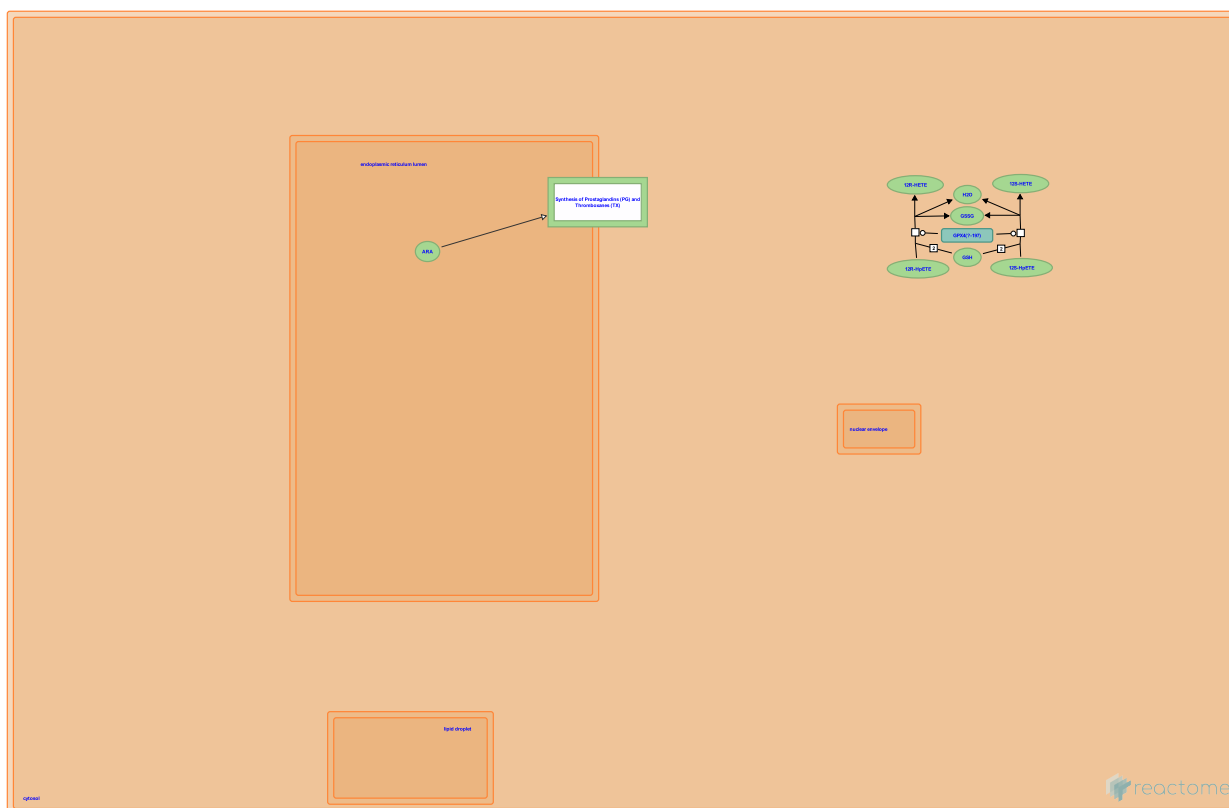 endoplasmic reticulum lumen
Synthesis of Prostaglandins (PG) and
Thromboxanes (TX)
ARA
12R-HETE
H2O
12S-HETE
GSSG
GPX4(?-197)
2
GSH
2
12R-HpETE
12S-HpETE
nuclear envelope
lipid droplet
cytosol
reactome